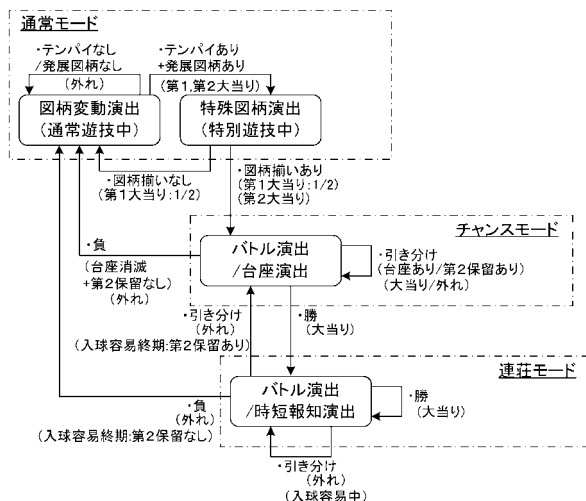 通常モード
・テンパイなし
/発展図柄なし
(外れ)
・テンパイあり
+発展図柄あり
(第1,第2大当り)
図柄変動演出
(通常遊技中)
特殊図柄演出
(特別遊技中)
・図柄揃いなし
(第1大当り:1/2)
・図柄揃いあり
(第1大当り:1/2)
(第2大当り)
チャンスモード
バトル演出
/台座演出
・負
(台座消滅
+第2保留なし)
(外れ)
・引き分け
(台座あり/第2保留あり)
(大当り/外れ)
・引き分け
(外れ)
(入球容易終期:第2保留あり)
・勝
(大当り)
連荘モード
バトル演出
/時短報知演出
・勝
(大当り)
・負
(外れ)
(入球容易終期:第2保留なし)
・引き分け
(外れ)
(入球容易中)